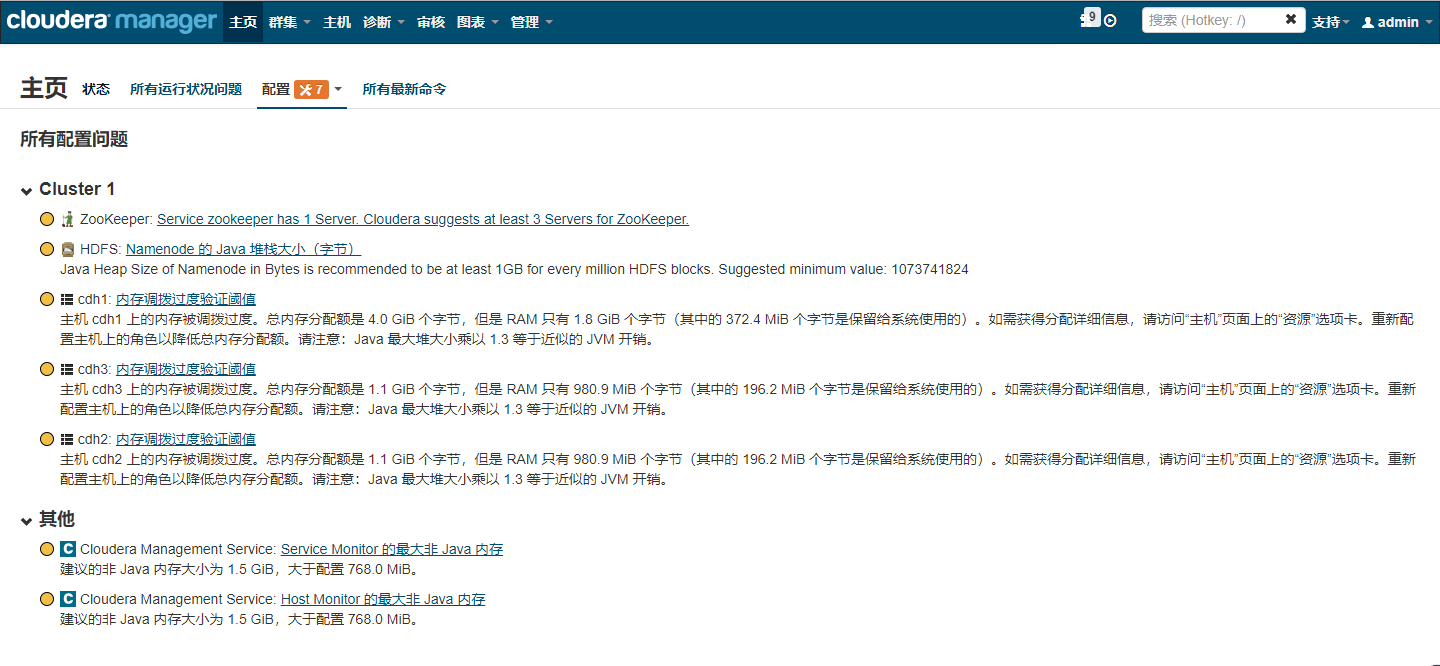 cloudera manager 主页 群集 主机 诊断 审核 图表 管理 9 搜索 (Hotkey: /) 支持 admin
主页 状态 所有运行状况问题 配置 7 所有最新命令
所有配置问题
Cluster 1
ZooKeeper: Service zookeeper has 1 Server. Cloudera suggests at least 3 Servers for ZooKeeper.
HDFS: Namenode 的 Java 堆栈大小（字节）
Java Heap Size of Namenode in Bytes is recommended to be at least 1GB for every million HDFS blocks. Suggested minimum value: 1073741824
cdh1: 内存调拨过度验证阈值
主机 cdh1 上的内存被调拨过度。总内存分配额是 4.0 GiB 个字节，但是 RAM 只有 1.8 GiB 个字节（其中的 372.4 MiB 个字节是保留给系统使用的）。如需获得分配详细信息，请访问“主机”页面上的“资源”选项卡。重新配
置主机上的角色以降低总内存分配额。请注意：Java 最大堆大小乘以 1.3 等于近似的 JVM 开销。
cdh3: 内存调拨过度验证阈值
主机 cdh3 上的内存被调拨过度。总内存分配额是 1.1 GiB 个字节，但是 RAM 只有 980.9 MiB 个字节（其中的 196.2 MiB 个字节是保留给系统使用的）。如需获得分配详细信息，请访问“主机”页面上的“资源”选项卡。重新
配置主机上的角色以降低总内存分配额。请注意：Java 最大堆大小乘以 1.3 等于近似的 JVM 开销。
cdh2: 内存调拨过度验证阈值
主机 cdh2 上的内存被调拨过度。总内存分配额是 1.1 GiB 个字节，但是 RAM 只有 980.9 MiB 个字节（其中的 196.2 MiB 个字节是保留给系统使用的）。如需获得分配详细信息，请访问“主机”页面上的“资源”选项卡。重新
配置主机上的角色以降低总内存分配额。请注意：Java 最大堆大小乘以 1.3 等于近似的 JVM 开销。
其他
C Cloudera Management Service: Service Monitor 的最大非 Java 内存
建议的非 Java 内存大小为 1.5 GiB，大于配置 768.0 MiB。
C Cloudera Management Service: Host Monitor 的最大非 Java 内存
建议的非 Java 内存大小为 1.5 GiB，大于配置 768.0 MiB。